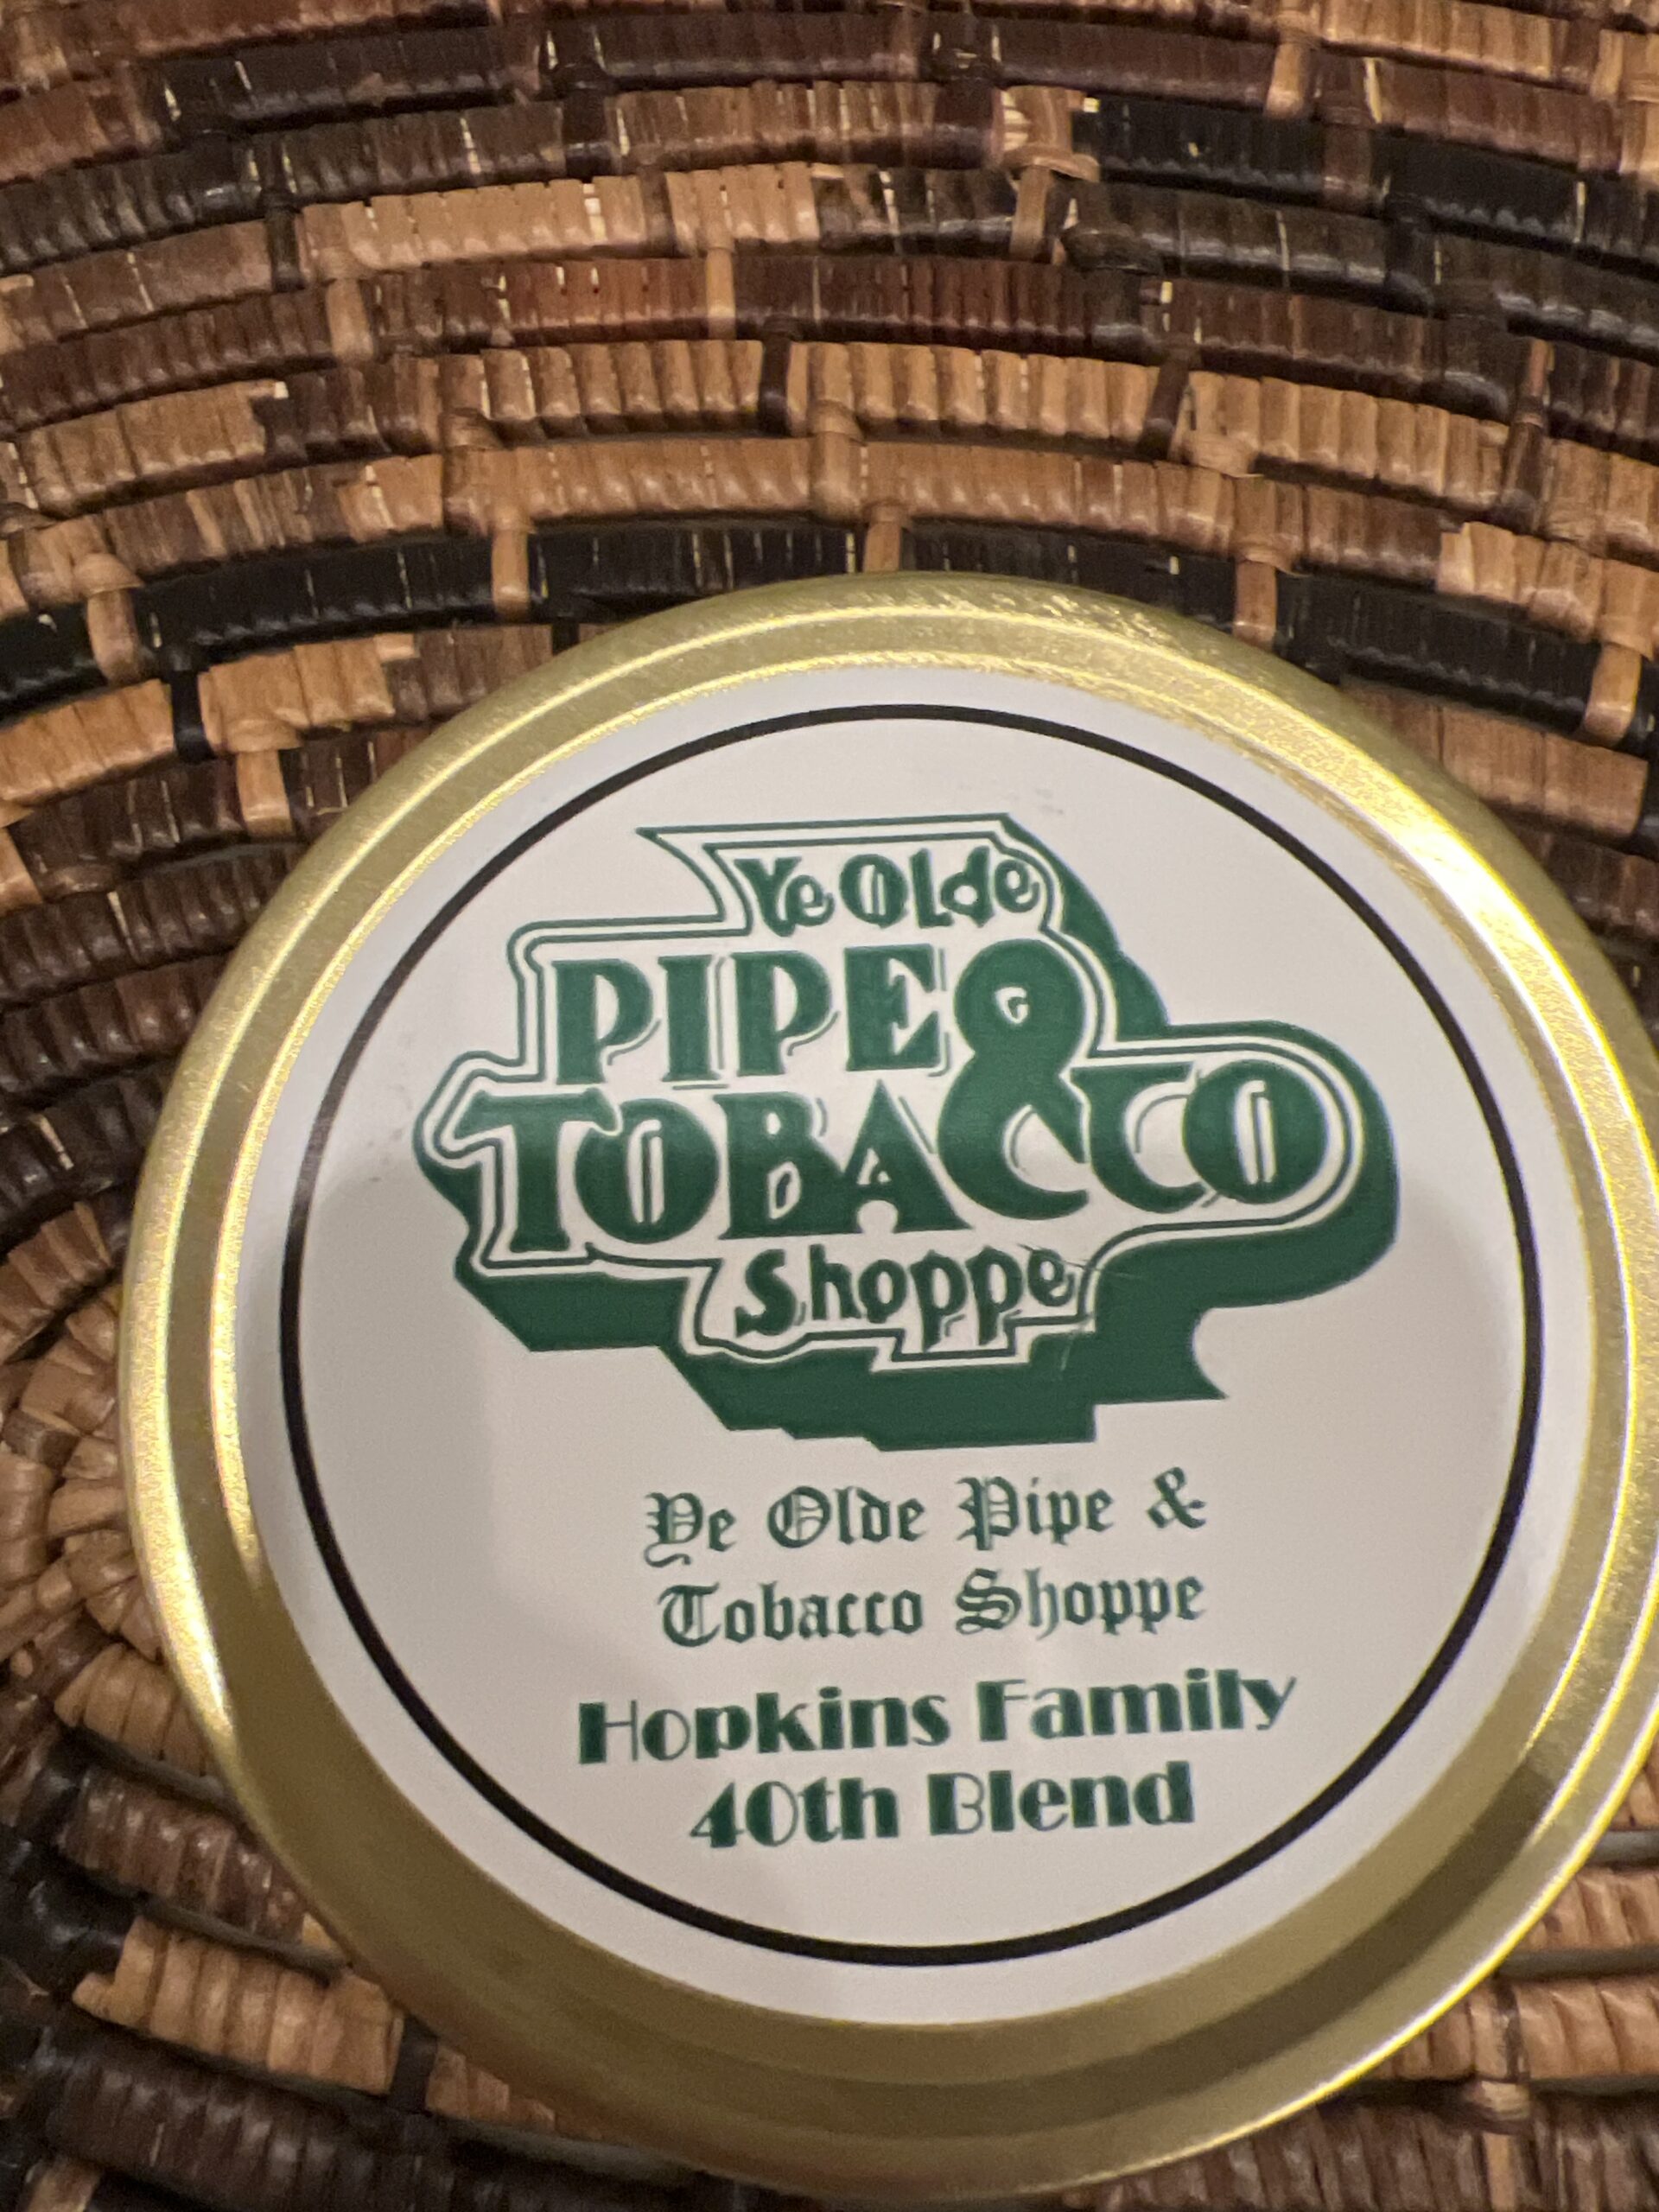 Ye Olde
PIPE &
TOBACCO
Shoppe
Ye Olde Pipe &
Tobacco Shoppe
Hopkins Family
40th Blend